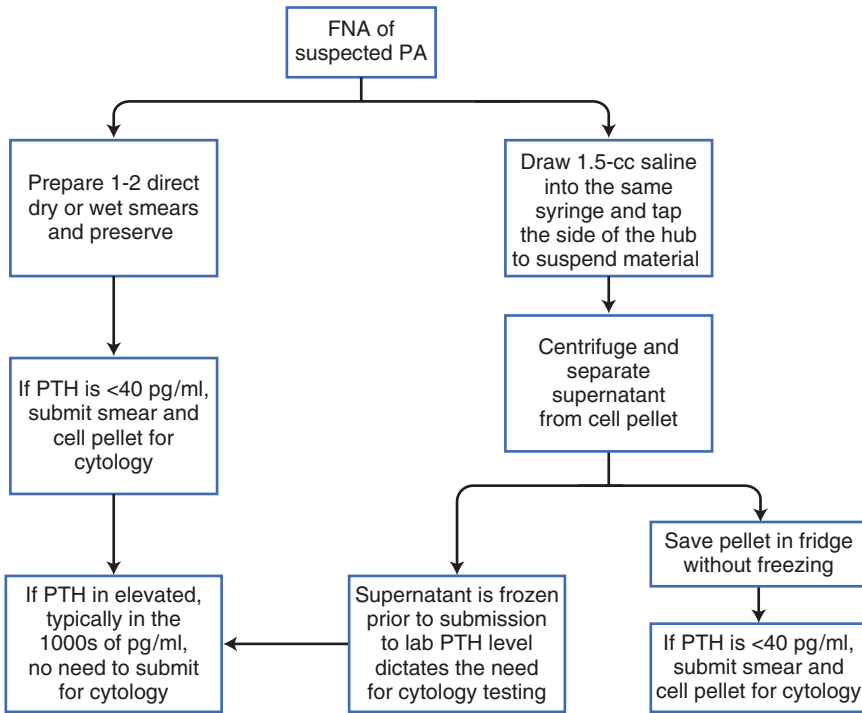 FNA of
suspected PA
Prepare 1-2 direct
dry or wet smears
and preserve
Draw 1.5-cc saline
into the same
syringe and tap
the side of the hub
to suspend material
If PTH is <40 pg/ml,
submit smear and
cell pellet for
cytology
Centrifuge and
separate
supernatant
from cell pellet
If PTH in elevated,
typically in the
1000s of pg/ml,
no need to submit
for cytology
Supernatant is frozen
prior to submission
to lab PTH level
dictates the need
for cytology testing
Save pellet in fridge
without freezing
If PTH is <40 pg/ml,
submit smear and
cell pellet for cytology